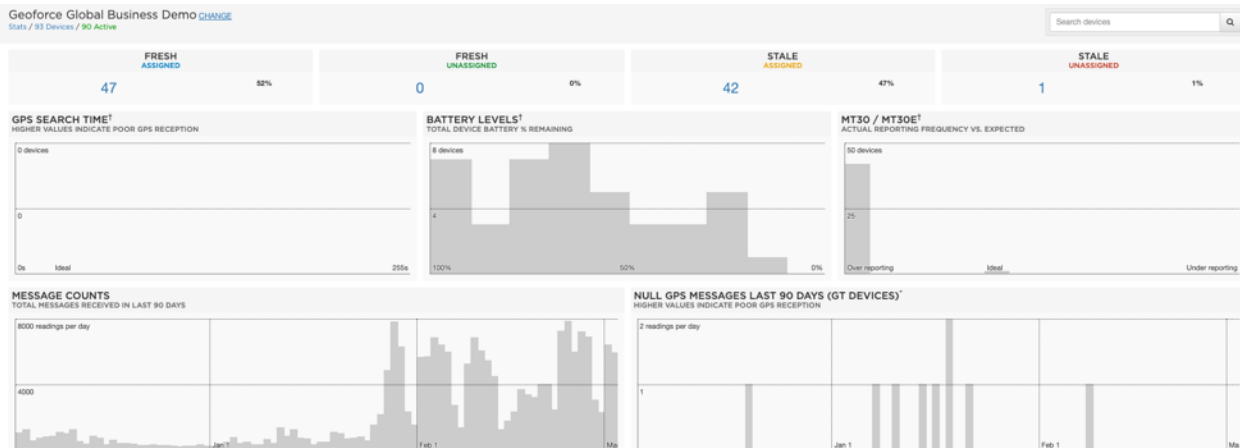 Geoforce Global Business Demo CHANGE
Stats / 93 Devices / 90 Active
Search devices
FRESH
ASSIGNED
47
52%
FRESH
UNASSIGNED
0
0%
STALE
ASSIGNED
42
47%
STALE
UNASSIGNED
1
1%
GPS SEARCH TIME†
HIGHER VALUES INDICATE POOR GPS RECEPTION
0 devices
0
0s Ideal 255s
BATTERY LEVELS†
TOTAL DEVICE BATTERY % REMAINING
8 devices
4
100% 50% 0%
MT30 / MT30E†
ACTUAL REPORTING FREQUENCY VS. EXPECTED
50 devices
25
Over reporting Ideal Under reporting
MESSAGE COUNTS
TOTAL MESSAGES RECEIVED IN LAST 90 DAYS
8000 readings per day
4000
Jan 1 Feb 1 Ma
NULL GPS MESSAGES LAST 90 DAYS (GT DEVICES)*
HIGHER VALUES INDICATE POOR GPS RECEPTION
2 readings per day
1
Jan 1 Feb 1 Ma